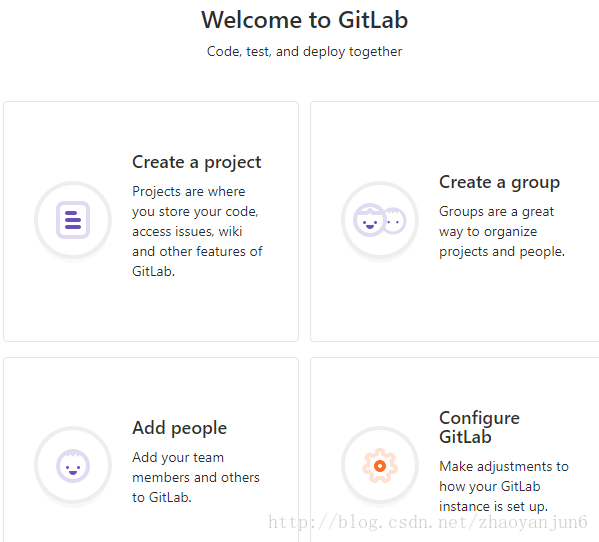 Welcome to GitLab
Code, test, and deploy together
Create a project
Projects are where
you store your code,
access issues, wiki
and other features of
GitLab.
Create a group
Groups are a great
way to organize
projects and people.
Add people
Add your team
members and others
to GitLab.
Configure
GitLab
Make adjustments to
how your GitLab
instance is set up.
http://blog.csdn.net/zhaoyanjun6